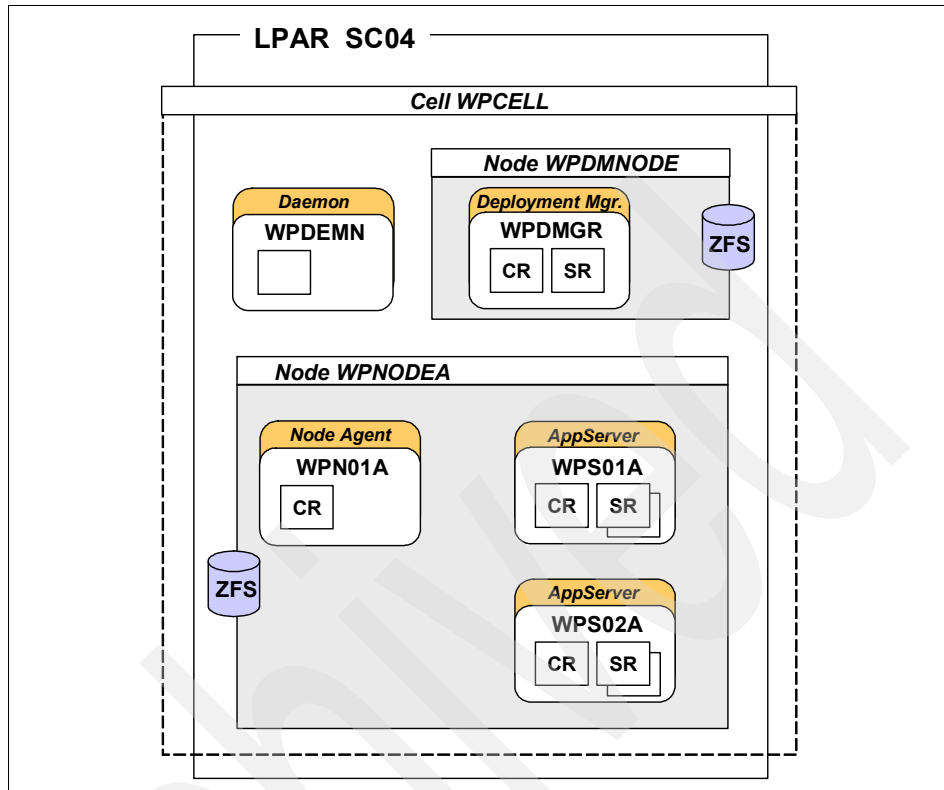 LPAR SC04
Cell WPCELL
Node WPDMNODE
Daemon
WPDEMN
Deployment Mgr.
WPDMGR
CR SR
ZFS
Node WPNODEA
Node Agent
WPN01A
CR
AppServer
WPS01A
CR SR
ZFS
AppServer
WPS02A
CR SR